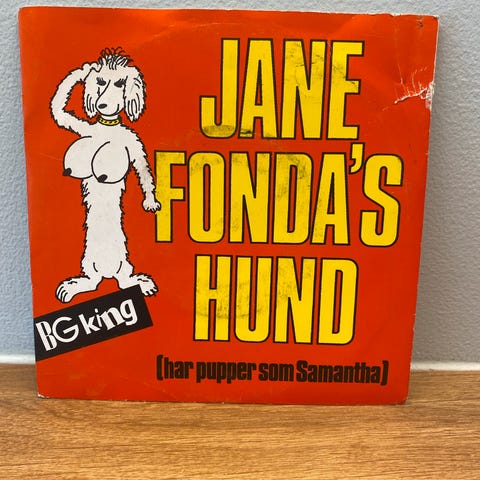 JANE
FONDA'S
HUND
BG king
(har pupper som Samantha)